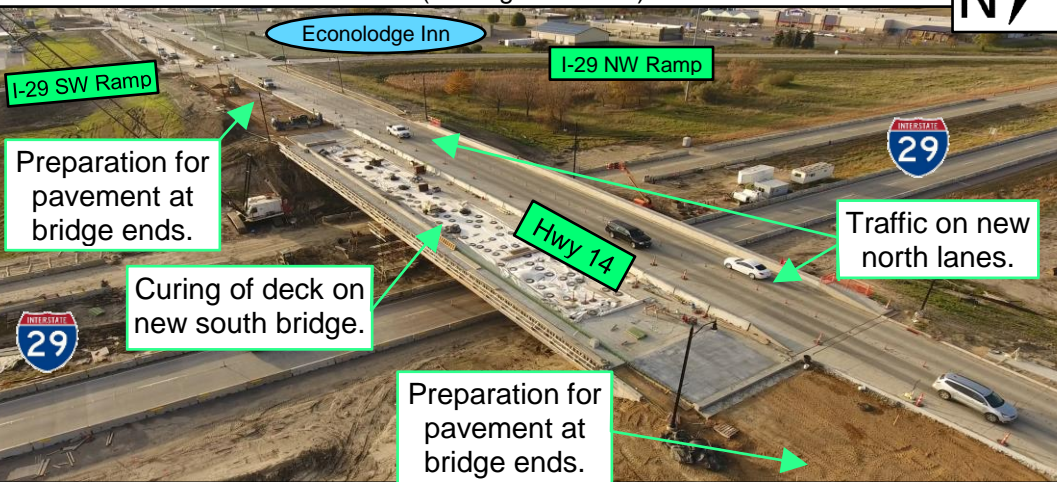 N
Econolodge Inn
I-29 SW Ramp
I-29 NW Ramp
INTERSTATE
29
Preparation for
pavement at
bridge ends.
Traffic on new
north lanes.
Hwy 14
Curing of deck on
new south bridge.
INTERSTATE
29
Preparation for
pavement at
bridge ends.